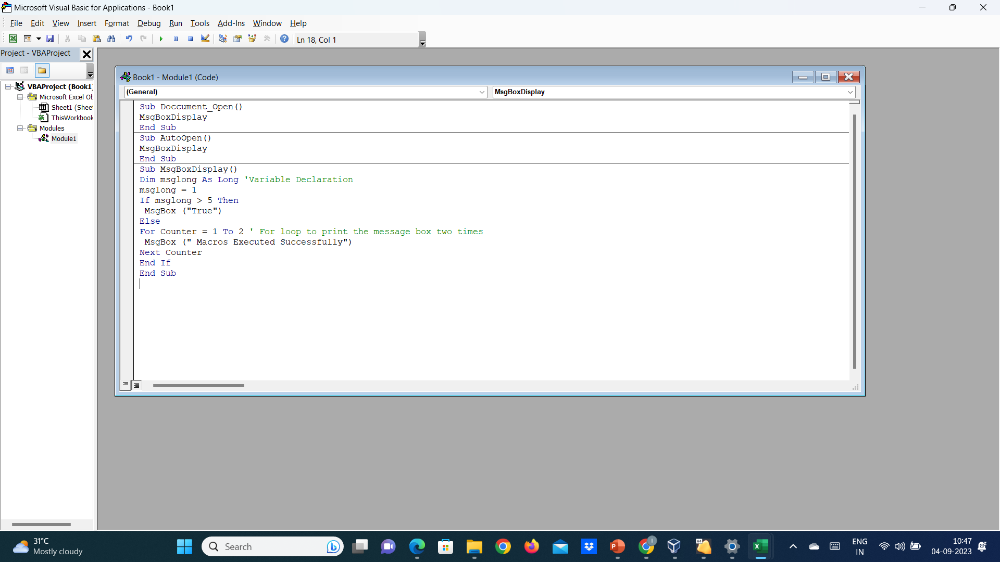 Microsoft Visual Basic for Applications - Book1
File Edit View Insert Format Debug Run Tools Add-Ins Window Help
Ln 18, Col 1
Project - VBAProject
VBAProject (Book1)
Microsoft Excel Ob
Sheet1 (Shee
ThisWorkbook
Modules
Module1
Book1 - Module1 (Code)
(General) MsgBoxDisplay
Sub Doccument_Open()
MsgBoxDisplay
End Sub
Sub AutoOpen()
MsgBoxDisplay
End Sub
Sub MsgBoxDisplay()
Dim msglong As Long 'Variable Declaration
msglong = 1
If msglong > 5 Then
MsgBox ("True")
Else
For Counter = 1 To 2 ' For loop to print the message box two times
MsgBox (" Macros Executed Successfully")
Next Counter
End If
End Sub
31°C
Mostly cloudy
Search
64
ENG
IN
10:47
04-09-2023